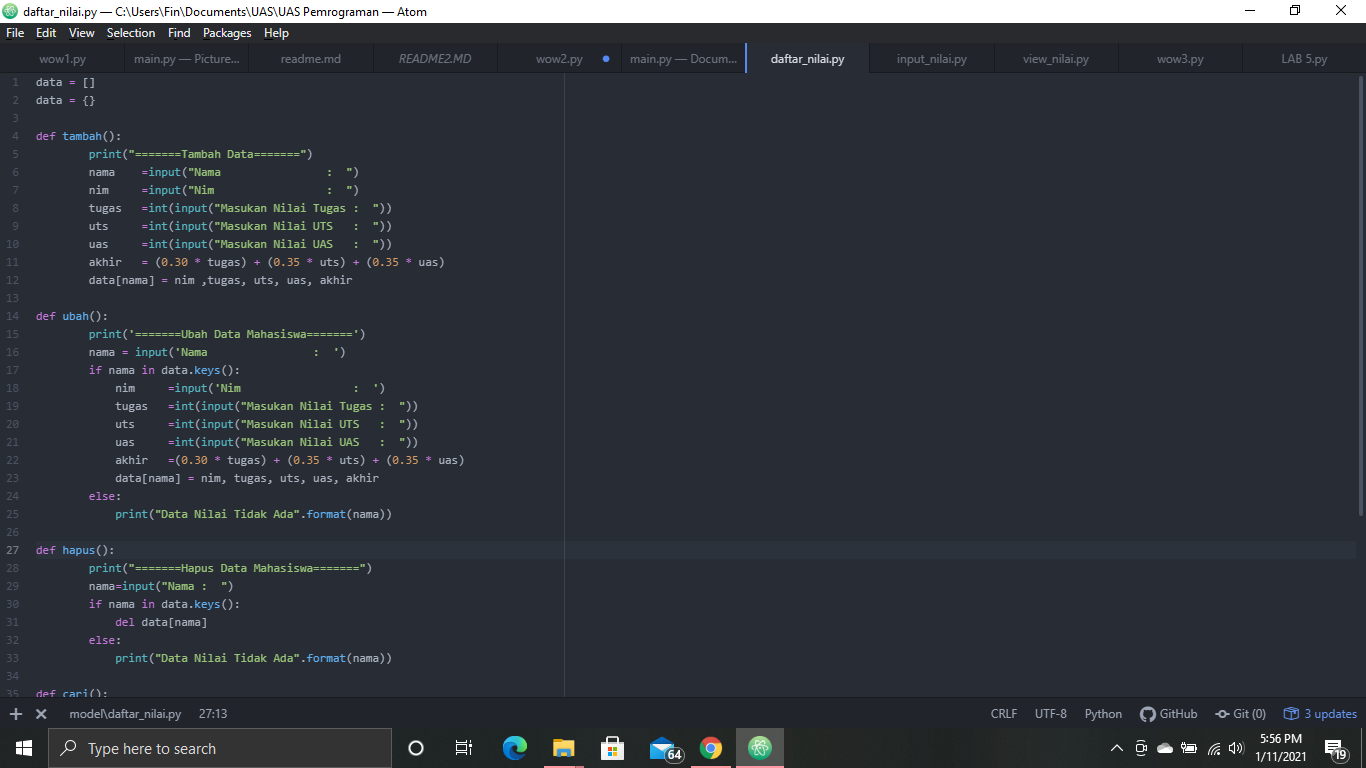 daftar_nilai.py — C:\Users\Fin\Documents\UAS\UAS Pemrograman — Atom
File Edit View Selection Find Packages Help
wow1.py main.py — Picture... readme.md README2.MD wow2.py main.py — Docum... daftar_nilai.py input_nilai.py view_nilai.py wow3.py LAB 5.py
1 data = []
2 data = {}
3
4 def tambah():
5         print("=======Tambah Data=======")
6         nama    =input("Nama                :  ")
7         nim     =input("Nim                 :  ")
8         tugas   =int(input("Masukan Nilai Tugas :  "))
9         uts     =int(input("Masukan Nilai UTS   :  "))
10         uas     =int(input("Masukan Nilai UAS   :  "))
11         akhir   = (0.30 * tugas) + (0.35 * uts) + (0.35 * uas)
12         data[nama] = nim ,tugas, uts, uas, akhir
13
14 def ubah():
15         print('=======Ubah Data Mahasiswa=======')
16         nama = input('Nama                :  ')
17         if nama in data.keys():
18             nim     =input('Nim                 :  ')
19             tugas   =int(input("Masukan Nilai Tugas :  "))
20             uts     =int(input("Masukan Nilai UTS   :  "))
21             uas     =int(input("Masukan Nilai UAS   :  "))
22             akhir   =(0.30 * tugas) + (0.35 * uts) + (0.35 * uas)
23             data[nama] = nim, tugas, uts, uas, akhir
24         else:
25             print("Data Nilai Tidak Ada".format(nama))
26
27 def hapus():
28         print("=======Hapus Data Mahasiswa=======")
29         nama=input("Nama :  ")
30         if nama in data.keys():
31             del data[nama]
32         else:
33             print("Data Nilai Tidak Ada".format(nama))
34
35 def cari():
model\daftar_nilai.py 27:13 CRLF UTF-8 Python GitHub Git (0) 3 updates
Type here to search 64 5:56 PM
1/11/2021 19